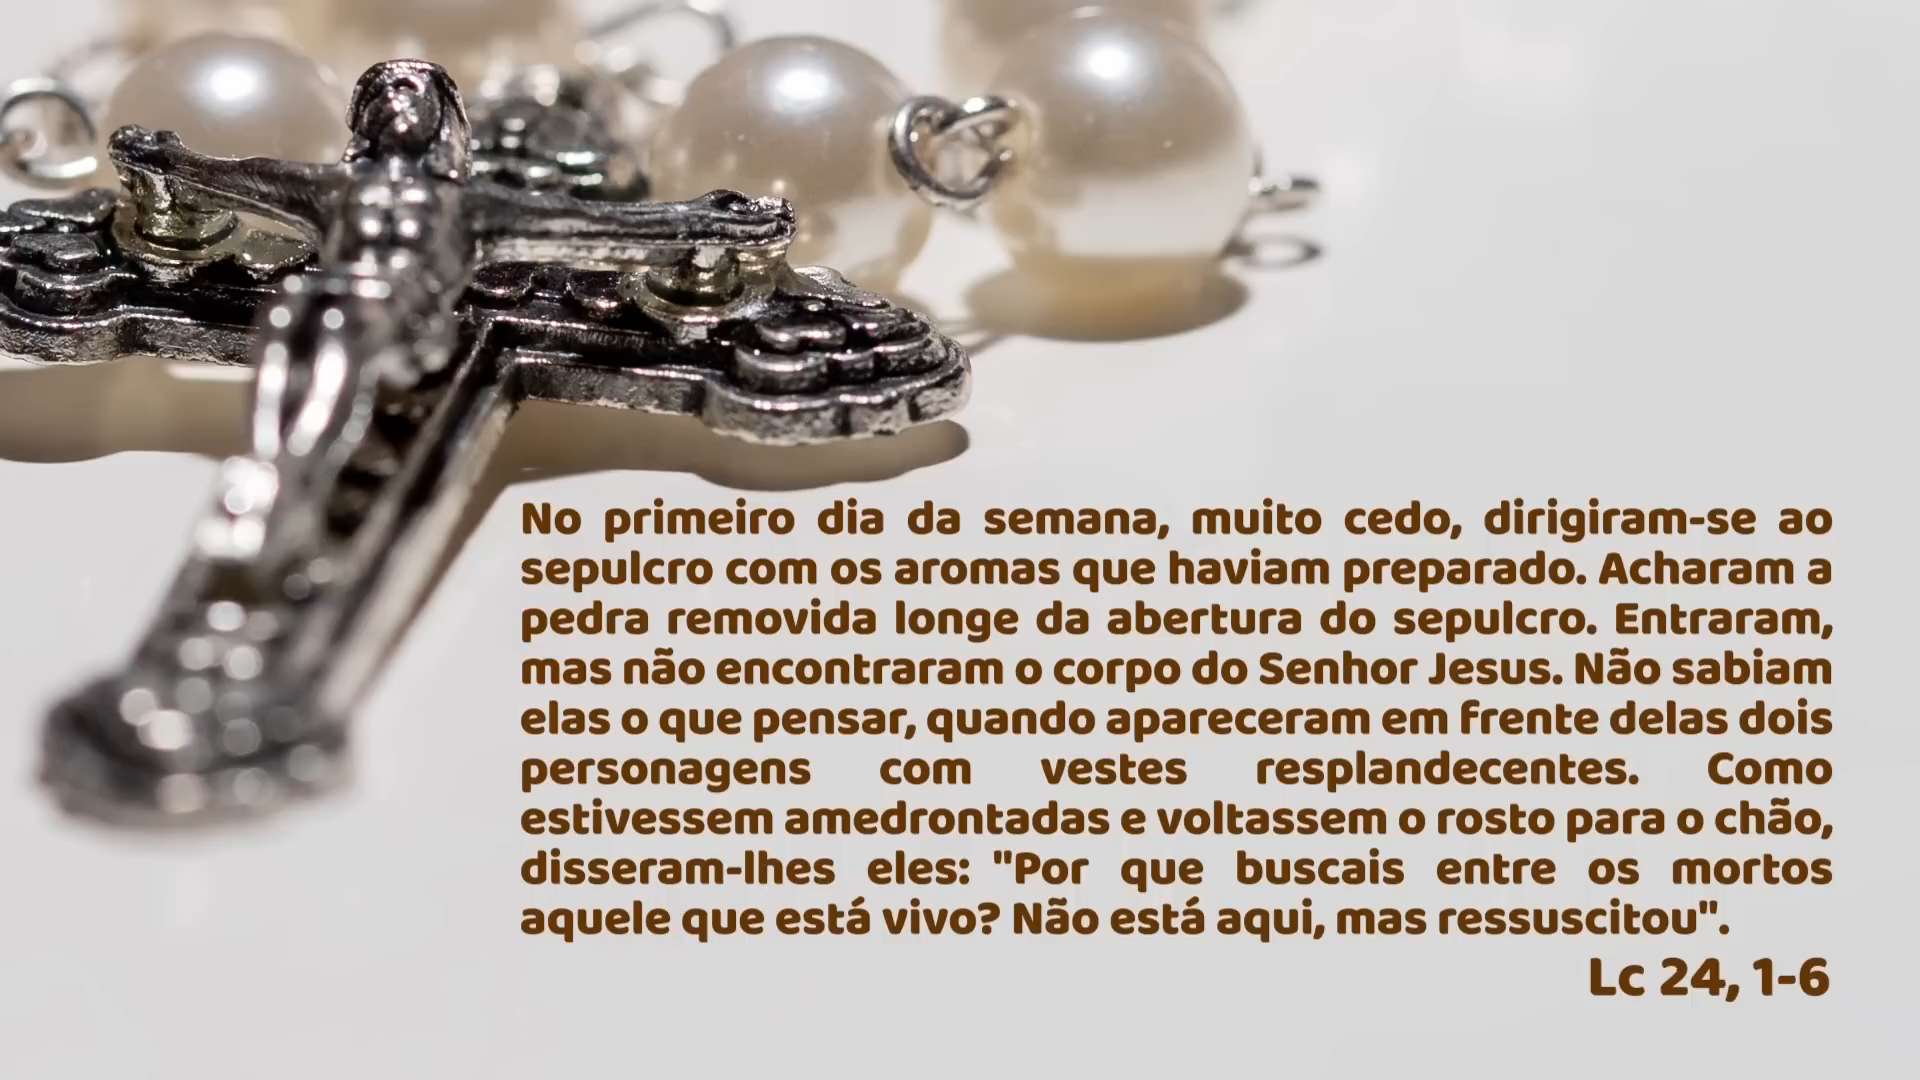 No primeiro dia da semana, muito cedo, dirigiram-se ao
sepulcro com os aromas que haviam preparado. Acharam a
pedra removida longe da abertura do sepulcro. Entraram,
mas não encontraram o corpo do Senhor Jesus. Não sabiam
elas o que pensar, quando apareceram em frente delas dois
personagens com vestes resplandecentes. Como
estivessem amedrontadas e voltassem o rosto para o chão,
disseram-lhes eles: "Por que buscais entre os mortos
aquele que está vivo? Não está aqui, mas ressuscitou".
Lc 24, 1-6